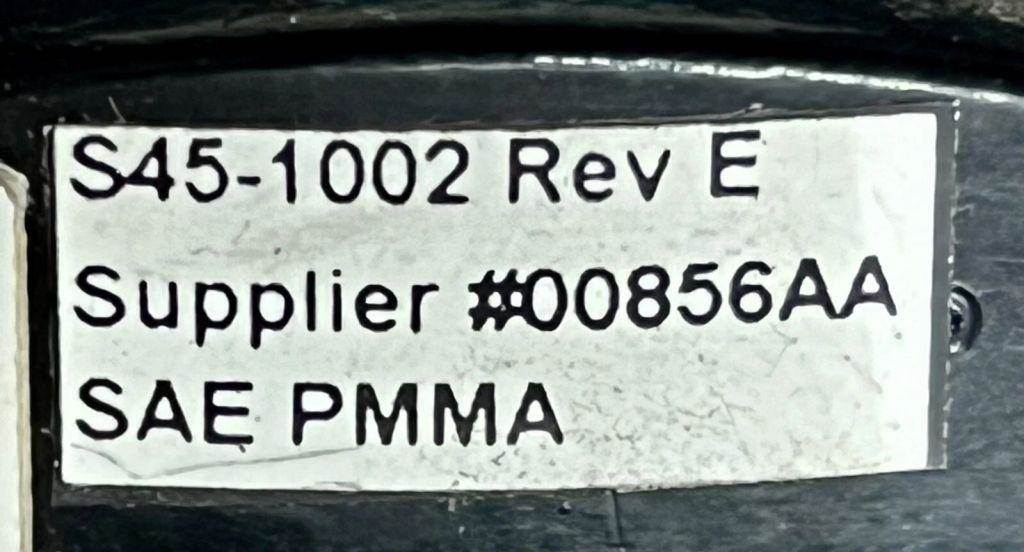 S45-1002 Rev E
Supplier #00856AA
SAE PMMA